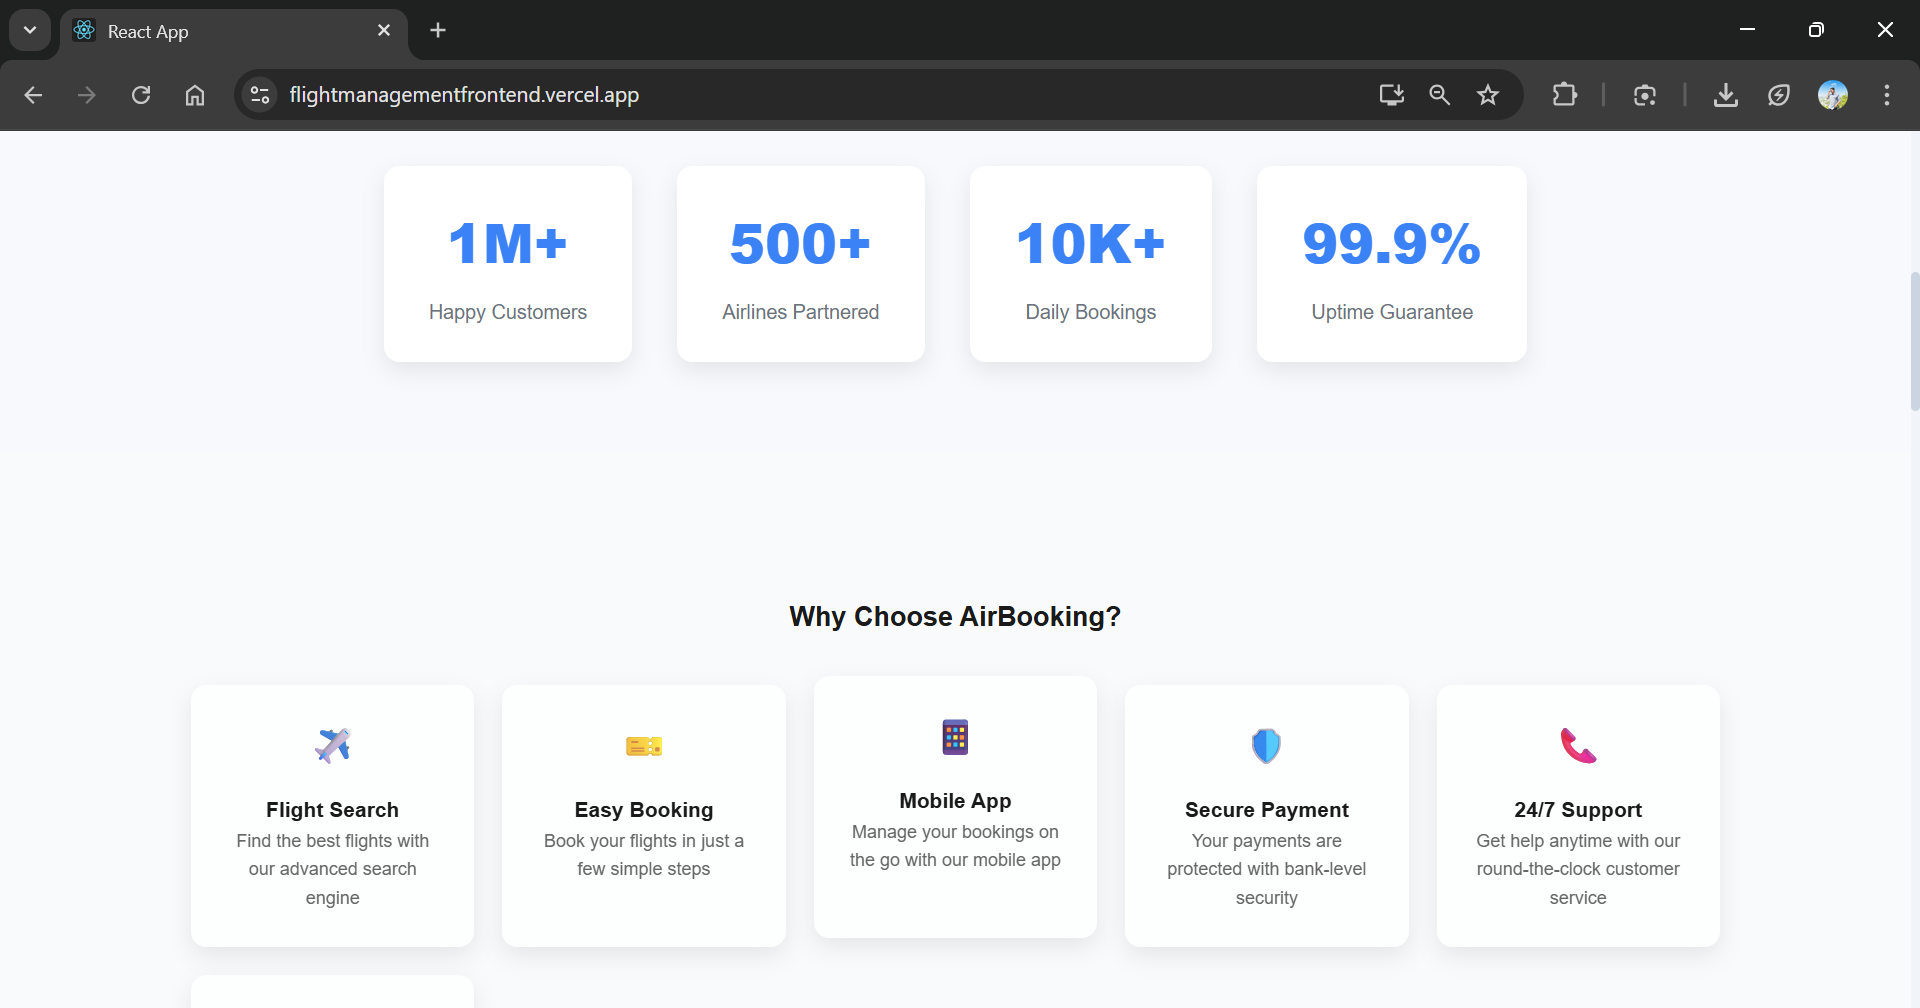 React App
flightmanagementfrontend.vercel.app
1M+
Happy Customers
500+
Airlines Partnered
10K+
Daily Bookings
99.9%
Uptime Guarantee
Why Choose AirBooking?
Flight Search
Find the best flights with
our advanced search
engine
Easy Booking
Book your flights in just a
few simple steps
Mobile App
Manage your bookings on
the go with our mobile app
Secure Payment
Your payments are
protected with bank-level
security
24/7 Support
Get help anytime with our
round-the-clock customer
service